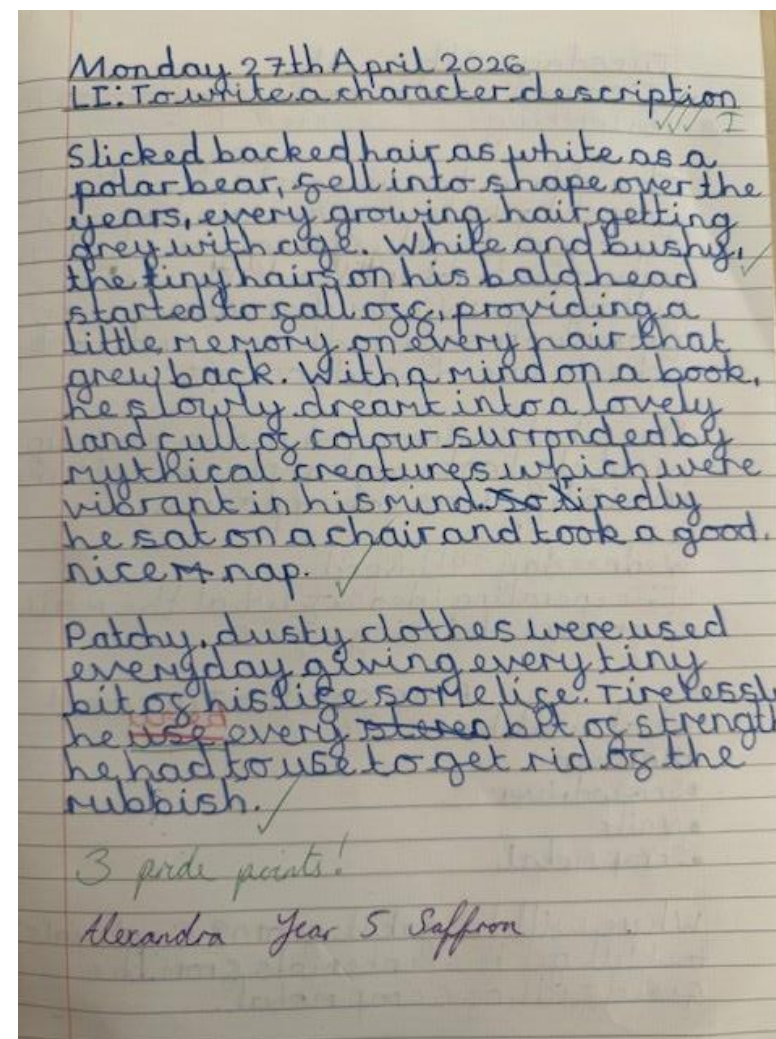 Monday 27th April 2026
LI: To write a character description
I
Slicked backed hair as white as a
polar bear, fell into shape over the
years, every growing hair getting
grey with age. White and bushy,
the tiny hairs on his bald head
started to fall off, providing a
little memory on every hair that
grew back. With a mind on a book,
he slowly dreamt into a lovely
land full of colour surronded by
mythical creatures which were
vibrant in his mind. So Tiredly
he sat on a chair and took a good
nice nap.
Patchy, dusty clothes were used
everyday giving every tiny
bit of his life some life. Tirelessly
he use every bit of strength
he had to use to get rid of the
rubbish.
3 pride points!
Alexandra Year 5 Saffron